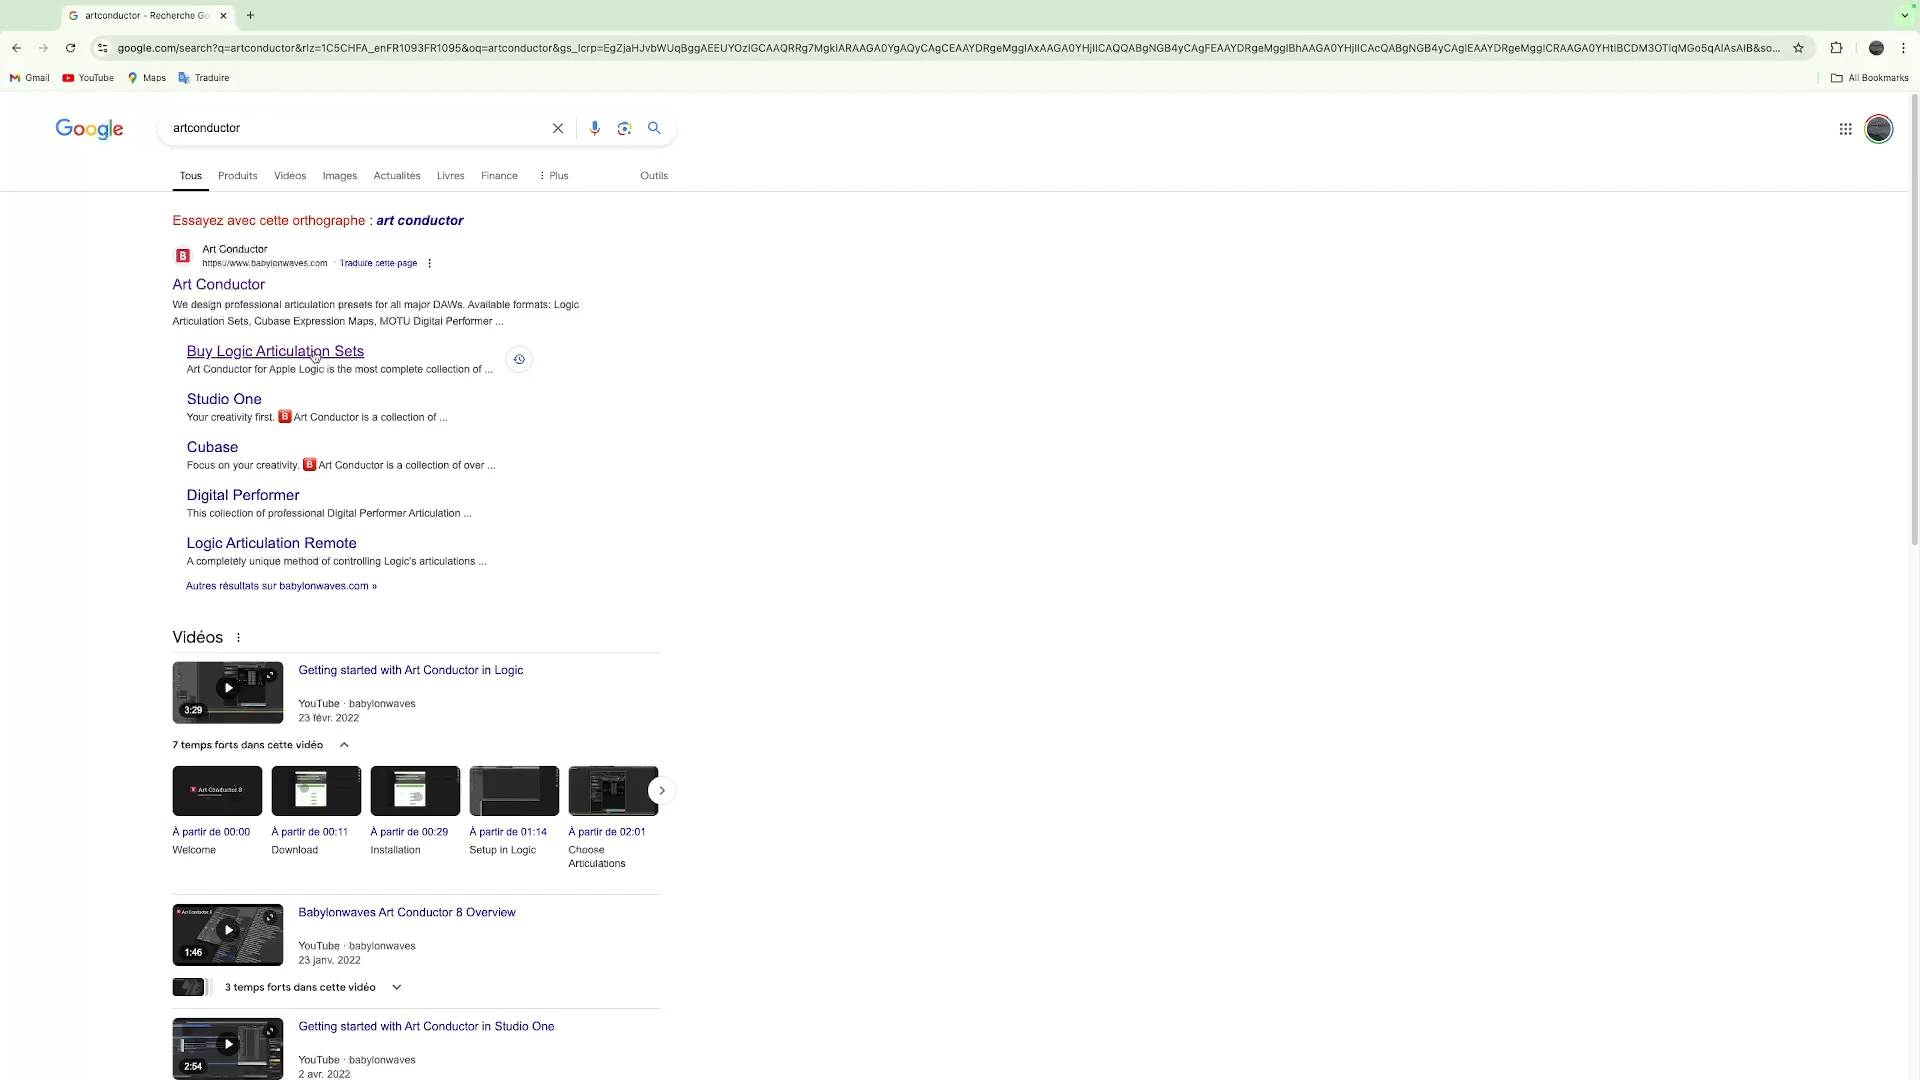 artconductor - Recherche Go
google.com/search?q=artconductor&rlz=1C5CHFA_enFR1093FR1095&oq=artconductor&gs_lcrp=
Gmail
YouTube
Maps
Traduire
All Bookmarks
Google
artconductor
Tous
Produits
Vidéos
Images
Actualités
Livres
Finance
Plus
Outils
Essayez avec cette orthographe : art conductor
B
Art Conductor
https://www.babylonwaves.com · Traduire cette page
Art Conductor
We design professional articulation presets for all major DAWs. Available formats: Logic
Articulation Sets, Cubase Expression Maps, MOTU Digital Performer ...
Buy Logic Articulation Sets
Art Conductor for Apple Logic is the most complete collection of ...
Studio One
Your creativity first. B Art Conductor is a collection of ...
Cubase
Focus on your creativity. B Art Conductor is a collection of over ...
Digital Performer
This collection of professional Digital Performer Articulation ...
Logic Articulation Remote
A completely unique method of controlling Logic's articulations ...
Autres résultats sur babylonwaves.com »
Vidéos
3:29
Getting started with Art Conductor in Logic
YouTube · babylonwaves
23 févr. 2022
7 temps forts dans cette vidéo
Art Conductor 8
À partir de 00:00
Welcome
À partir de 00:11
Download
À partir de 00:29
Installation
À partir de 01:14
Setup in Logic
À partir de 02:01
Choose
Articulations
Art Conductor 8
1:46
Babylonwaves Art Conductor 8 Overview
YouTube · babylonwaves
23 janv. 2022
3 temps forts dans cette vidéo
2:54
Getting started with Art Conductor in Studio One
YouTube · babylonwaves
2 avr. 2022